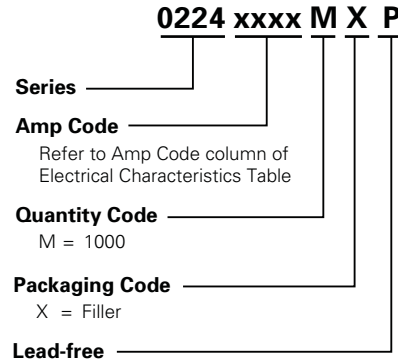 0224 xxxx M X P
Series
Amp Code
Refer to Amp Code column of
Electrical Characteristics Table
Quantity Code
M = 1000
Packaging Code
X = Filler
Lead-free